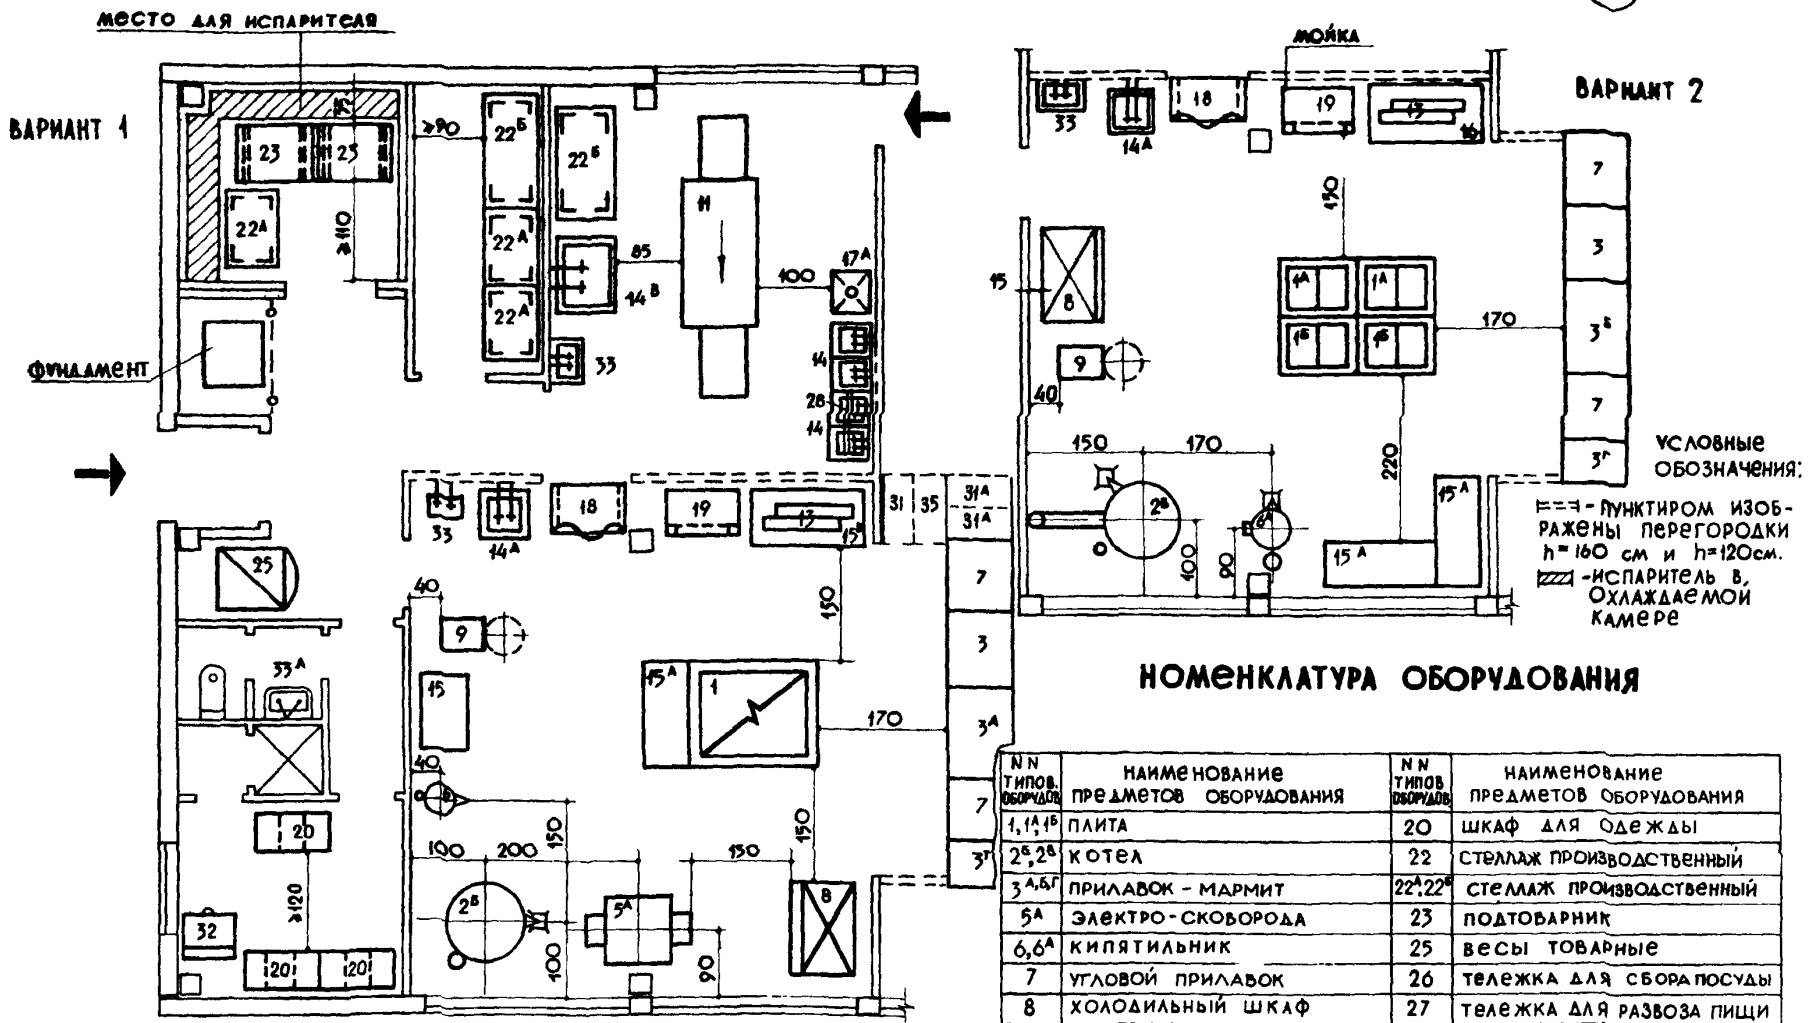 МЕСТО ДЛЯ ИСПАРИТЕЛЯ
ВАРИАНТ 1
23
23
75
≥90
22Б
22Б
11
22А
≥110
22А
22А
85
14В
100
17А
ФУНДАМЕНТ
33
14
28
14
33
14А
18
19
13
15В
31
35
31А
31А
25
7
150
40
9
3
33А
15
15А
1
170
3А
40
6
7
150
150
20
3Г
100
200
130
≥120
2Б
5А
8
32
20
20
100
90
МОЙКА
ВАРИАНТ 2
33
14А
18
19
13
16
7
150
3
15
8
1А
1А
1Б
1Б
170
3Б
9
40
7
150
170
220
3Г
2В
6А
15А
100
90
15А
УСЛОВНЫЕ
ОБОЗНАЧЕНИЯ:
- ПУНКТИРОМ ИЗОБ-
РАЖЕНЫ ПЕРЕГОРОДКИ
h=160 см и h=120см.
-ИСПАРИТЕЛЬ В,
ОХЛАЖДАЕМОЙ
КАМЕРЕ
НОМЕНКЛАТУРА ОБОРУДОВАНИЯ
NN ТИПОВ. ОБОРУДОВ
НАИМЕНОВАНИЕ ПРЕДМЕТОВ ОБОРУДОВАНИЯ
NN ТИПОВ ОБОРУДОВ
НАИМЕНОВАНИЕ ПРЕДМЕТОВ ОБОРУДОВАНИЯ
1,1А,1Б ПЛИТА 20 ШКАФ ДЛЯ ОДЕЖДЫ
2Б,2В КОТЕЛ 22 СТЕЛЛАЖ ПРОИЗВОДСТВЕННЫЙ
3А,Б,Г ПРИЛАВОК - МАРМИТ 22А,22Б СТЕЛЛАЖ ПРОИЗВОДСТВЕННЫЙ
5А ЭЛЕКТРО-СКОВОРОДА 23 ПОДТОВАРНИК
6,6А КИПЯТИЛЬНИК 25 ВЕСЫ ТОВАРНЫЕ
7 УГЛОВОЙ ПРИЛАВОК 26 ТЕЛЕЖКА ДЛЯ СБОРА ПОСУДЫ
8 ХОЛОДИЛЬНЫЙ ШКАФ 27 ТЕЛЕЖКА ДЛЯ РАЗВОЗА ПИЩИ